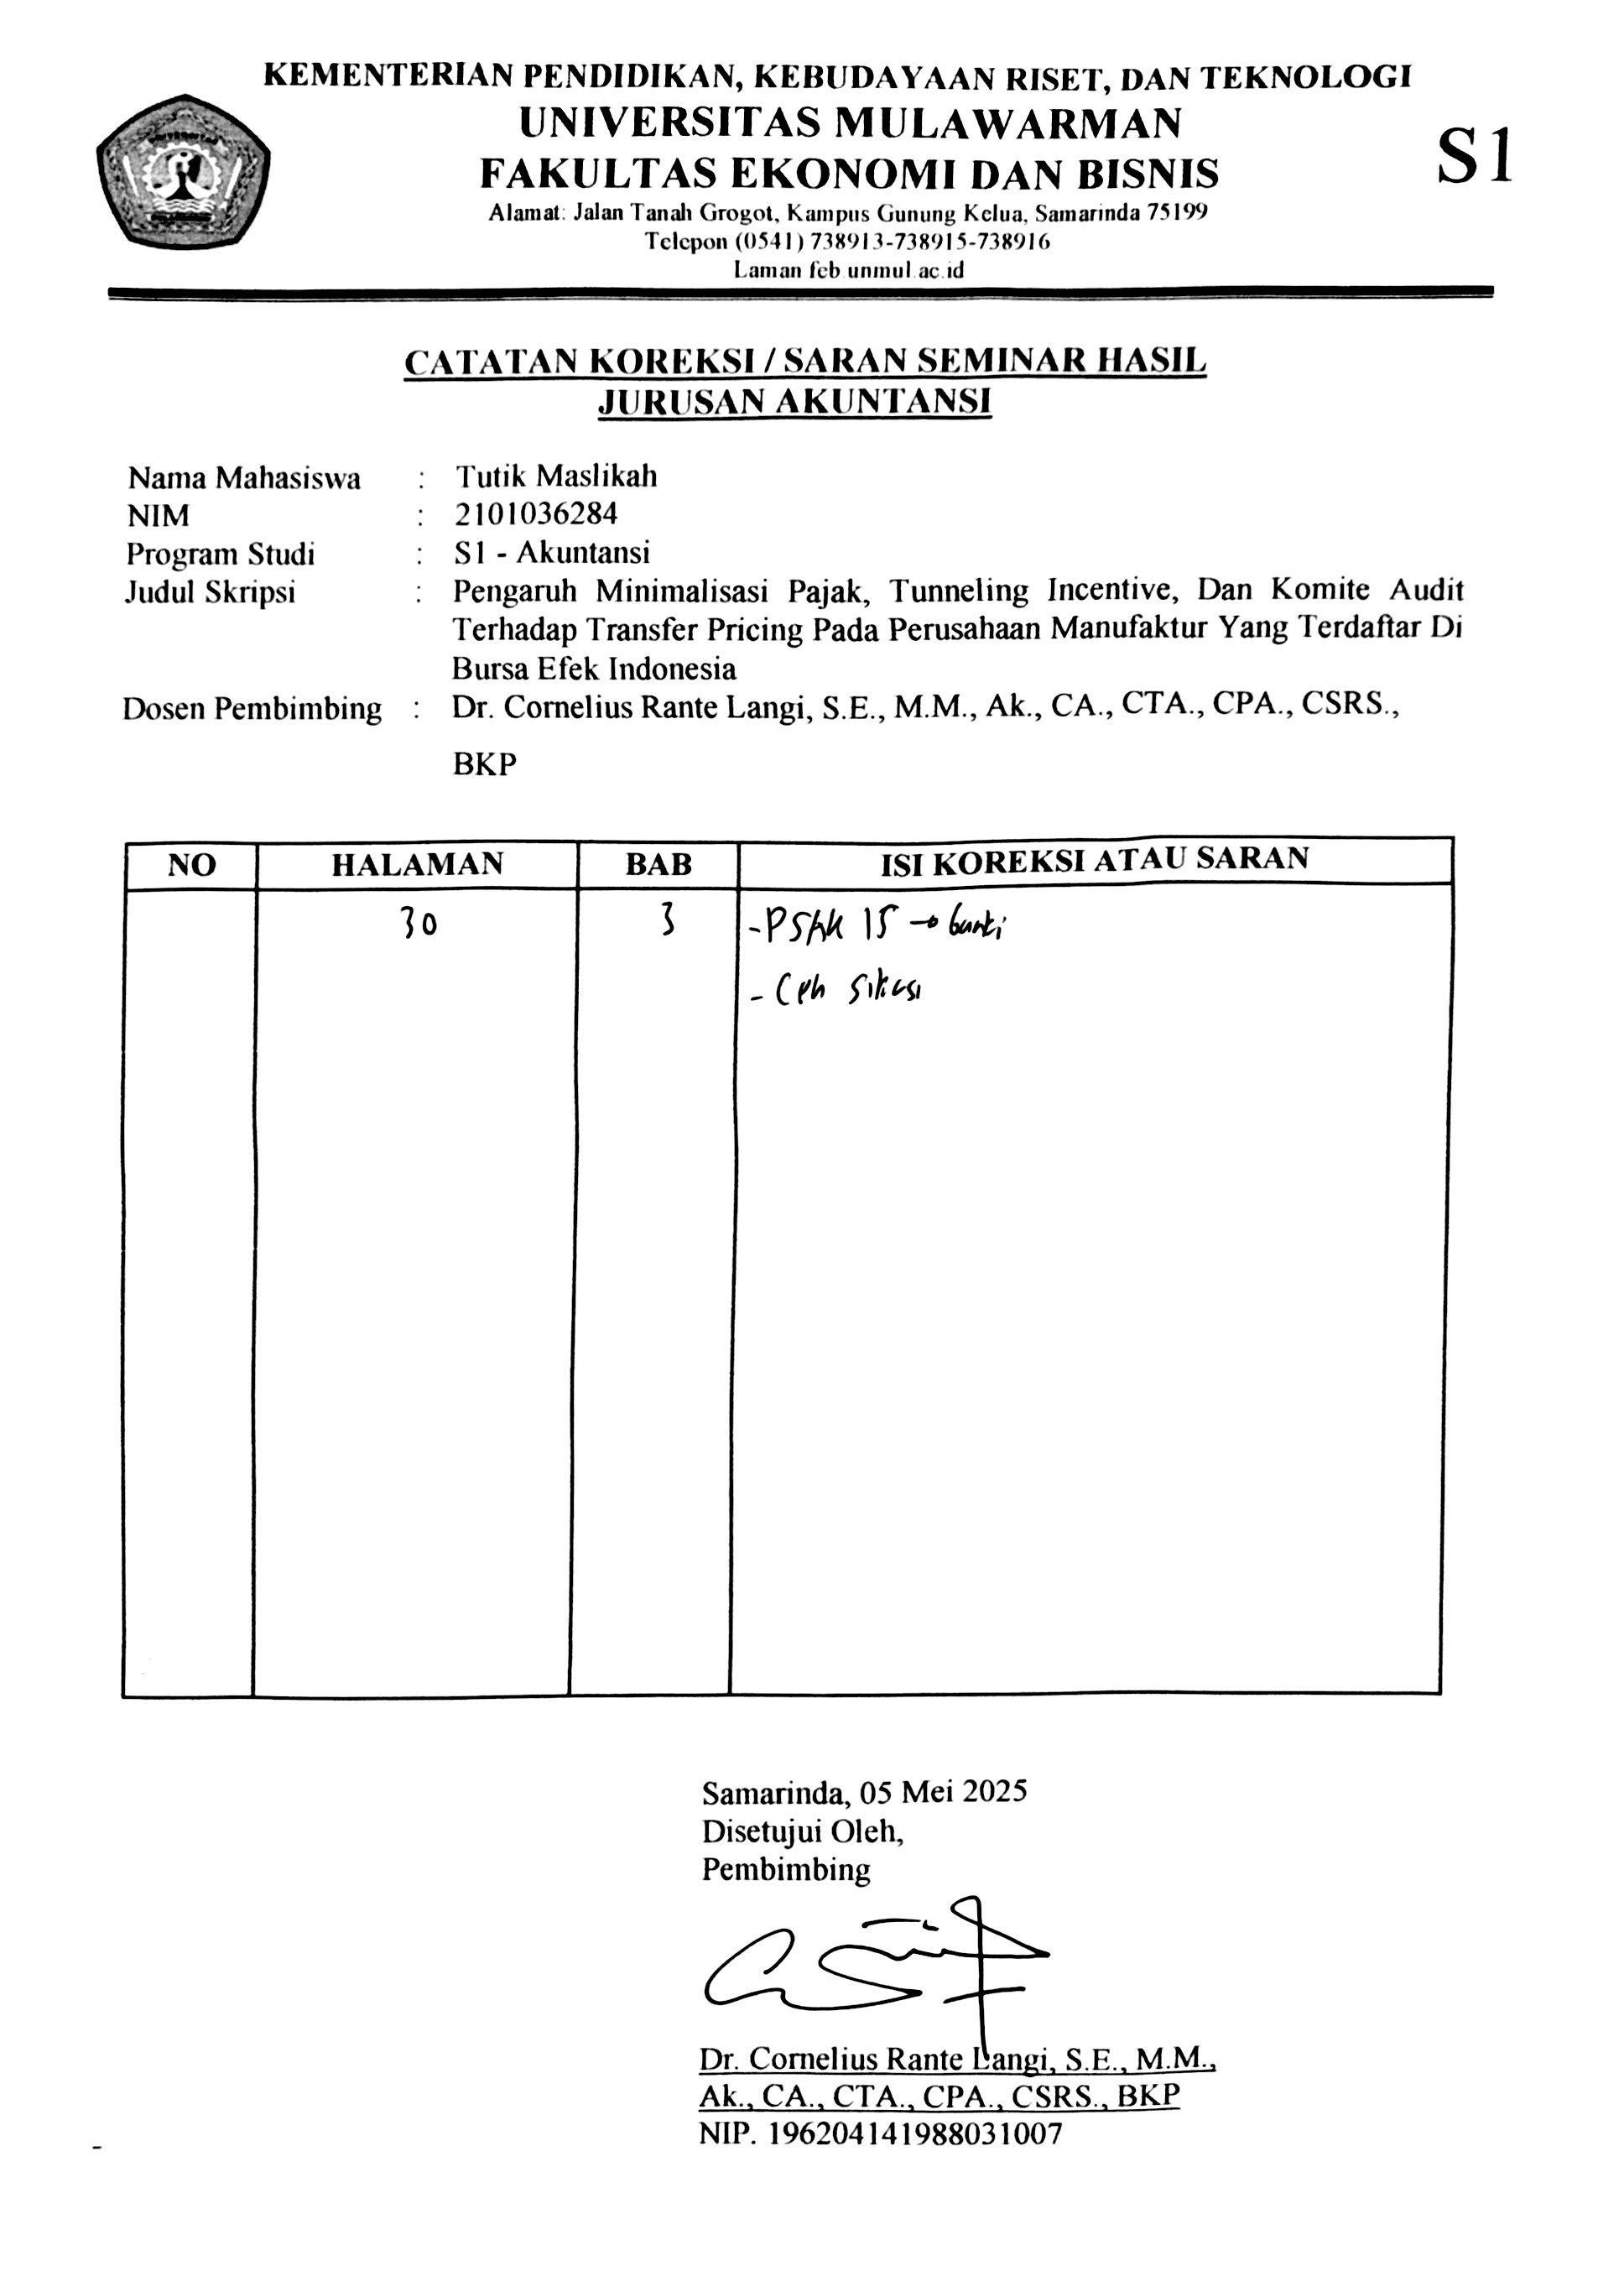 KEMENTERIAN PENDIDIKAN, KEBUDAYAAN RISET, DAN TEKNOLOGI
UNIVERSITAS MULAWARMAN
FAKULTAS EKONOMI DAN BISNIS
S1
Alamat: Jalan Tanah Grogot, Kampus Gunung Kelua, Samarinda 75199
Telepon (0541) 738913-738915-738916
Laman feb.unmul.ac.id
CATATAN KOREKSI / SARAN SEMINAR HASIL
JURUSAN AKUNTANSI
Nama Mahasiswa : Tutik Maslikah
NIM : 2101036284
Program Studi : S1 - Akuntansi
Judul Skripsi : Pengaruh Minimalisasi Pajak, Tunneling Incentive, Dan Komite Audit
Terhadap Transfer Pricing Pada Perusahaan Manufaktur Yang Terdaftar Di
Bursa Efek Indonesia
Dosen Pembimbing : Dr. Cornelius Rante Langi, S.E., M.M., Ak., CA., CTA., CPA., CSRS.,
BKP
NO HALAMAN BAB ISI KOREKSI ATAU SARAN
30 3 - PSAK 15 → ganti
- sitasi
Samarinda, 05 Mei 2025
Disetujui Oleh,
Pembimbing
Dr. Cornelius Rante Langi, S.E., M.M.,
Ak., CA., CTA., CPA., CSRS., BKP
NIP. 196204141988031007